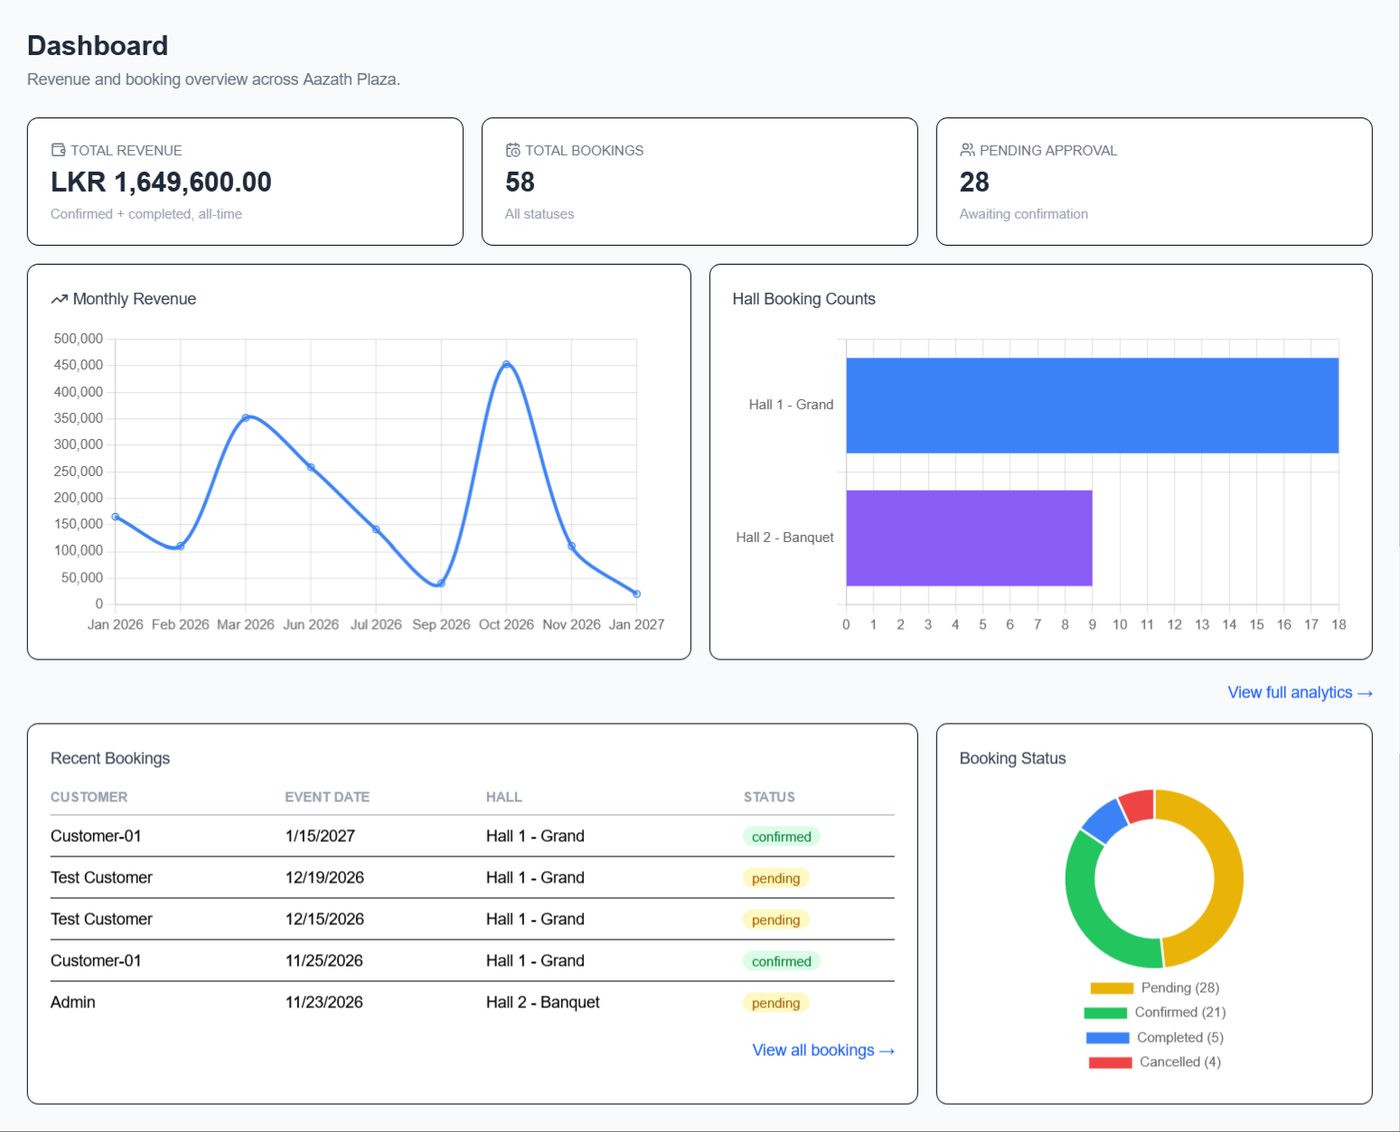 Dashboard
Revenue and booking overview across Aazath Plaza.
TOTAL REVENUE
LKR 1,649,600.00
Confirmed + completed, all-time
TOTAL BOOKINGS
58
All statuses
PENDING APPROVAL
28
Awaiting confirmation
Monthly Revenue
500,000
450,000
400,000
350,000
300,000
250,000
200,000
150,000
100,000
50,000
0
Jan 2026 Feb 2026 Mar 2026 Jun 2026 Jul 2026 Sep 2026 Oct 2026 Nov 2026 Jan 2027
Hall Booking Counts
Hall 1 - Grand
Hall 2 - Banquet
0 1 2 3 4 5 6 7 8 9 10 11 12 13 14 15 16 17 18
View full analytics →
Recent Bookings
CUSTOMER EVENT DATE HALL STATUS
Customer-01 1/15/2027 Hall 1 - Grand confirmed
Test Customer 12/19/2026 Hall 1 - Grand pending
Test Customer 12/15/2026 Hall 1 - Grand pending
Customer-01 11/25/2026 Hall 1 - Grand confirmed
Admin 11/23/2026 Hall 2 - Banquet pending
View all bookings →
Booking Status
Pending (28)
Confirmed (21)
Completed (5)
Cancelled (4)